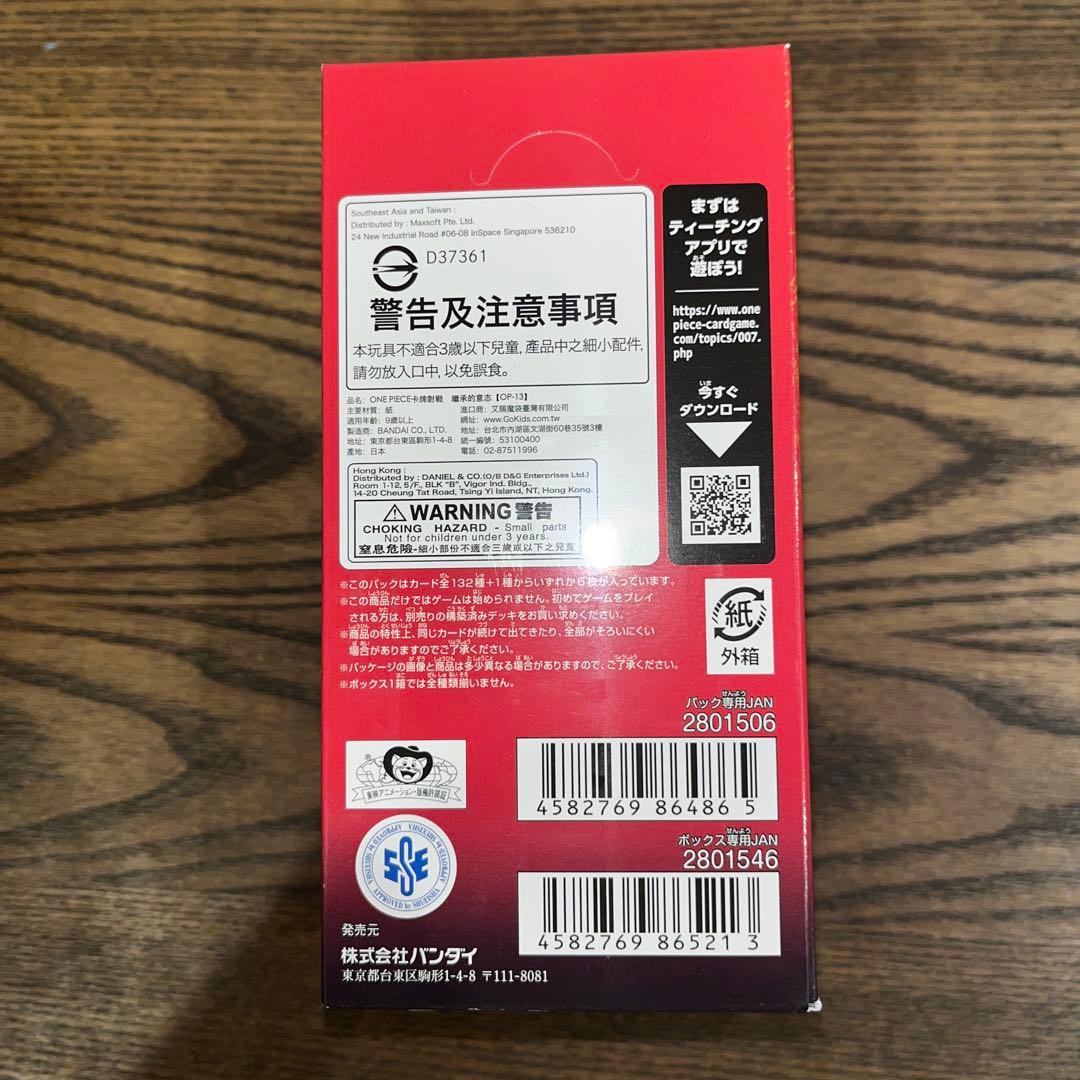 Southeast Asia and Taiwan :
Distributed by : Maxsoft Pte. Ltd.
24 New Industrial Road #06-08 InSpace Singapore 536210
D37361
警告及注意事項
本玩具不適合3歲以下兒童, 產品中之細小配件,
請勿放入口中, 以免誤食。
品名: ONE PIECE卡牌對戰 繼承的意志【OP-13】
主要材質: 紙
適用年齡: 9歲以上
製造商: BANDAI CO., LTD.
地址: 東京都台東區駒形1-4-8
產地: 日本
進口商: 又賜魔袋臺灣有限公司
網址: www.GoKids.com.tw
地址: 台北市內湖區文湖街60巷35號3樓
統一編號: 53100400
電話: 02-87511996
Hong Kong :
Distributed by : DANIEL & CO.(O/B D&G Enterprises Ltd.)
Room 1-12, 5/F., BLK "B", Vigor Ind. Bldg.,
14-20 Cheung Tat Road, Tsing Yi Island, NT, Hong Kong.
WARNING 警告
CHOKING HAZARD - Small parts
Not for children under 3 years.
窒息危險-細小部份不適合三歲或以下之兒童
まずは
ティーチング
アプリで
遊ぼう!
https://www.one
piece-cardgame.
com/topics/007.
php
今すぐ
ダウンロード
※このパックはカード全132種+1種からいずれか6枚が入っています。
※この商品だけではゲームは始められません。初めてゲームをプレイ
される方は、別売りの構築済みデッキをお買い求めください。
※商品の特性上、同じカードが続けて出てきたり、全部がそろいにくい
場合がありますのでご了承ください。
※パッケージの画像と商品は多少異なる場合がありますので、ご了承ください。
※ボックス1箱では全種類揃いません。
紙
外箱
パック専用JAN
2801506
4582769 864865
ボックス専用JAN
2801546
4582769 865213
東映アニメーション・版権許諾証
APPROVED by SHUEISHA
発売元
株式会社バンダイ
東京都台東区駒形1-4-8 〒111-8081